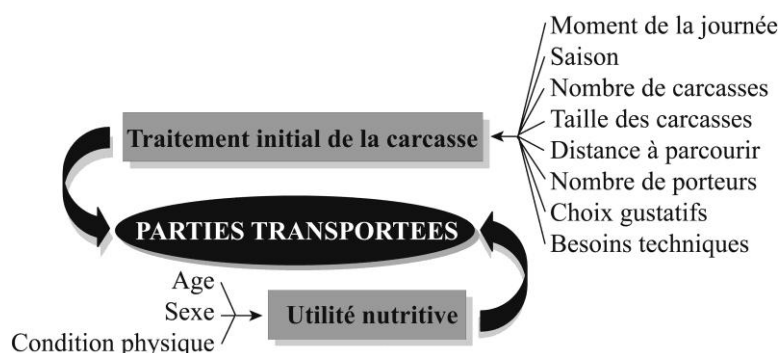 Moment de la journée
Saison
Nombre de carcasses
Taille des carcasses
Distance à parcourir
Nombre de porteurs
Choix gustatifs
Besoins techniques
Traitement initial de la carcasse
PARTIES TRANSPORTEES
Age
Sexe
Condition physique
Utilité nutritive